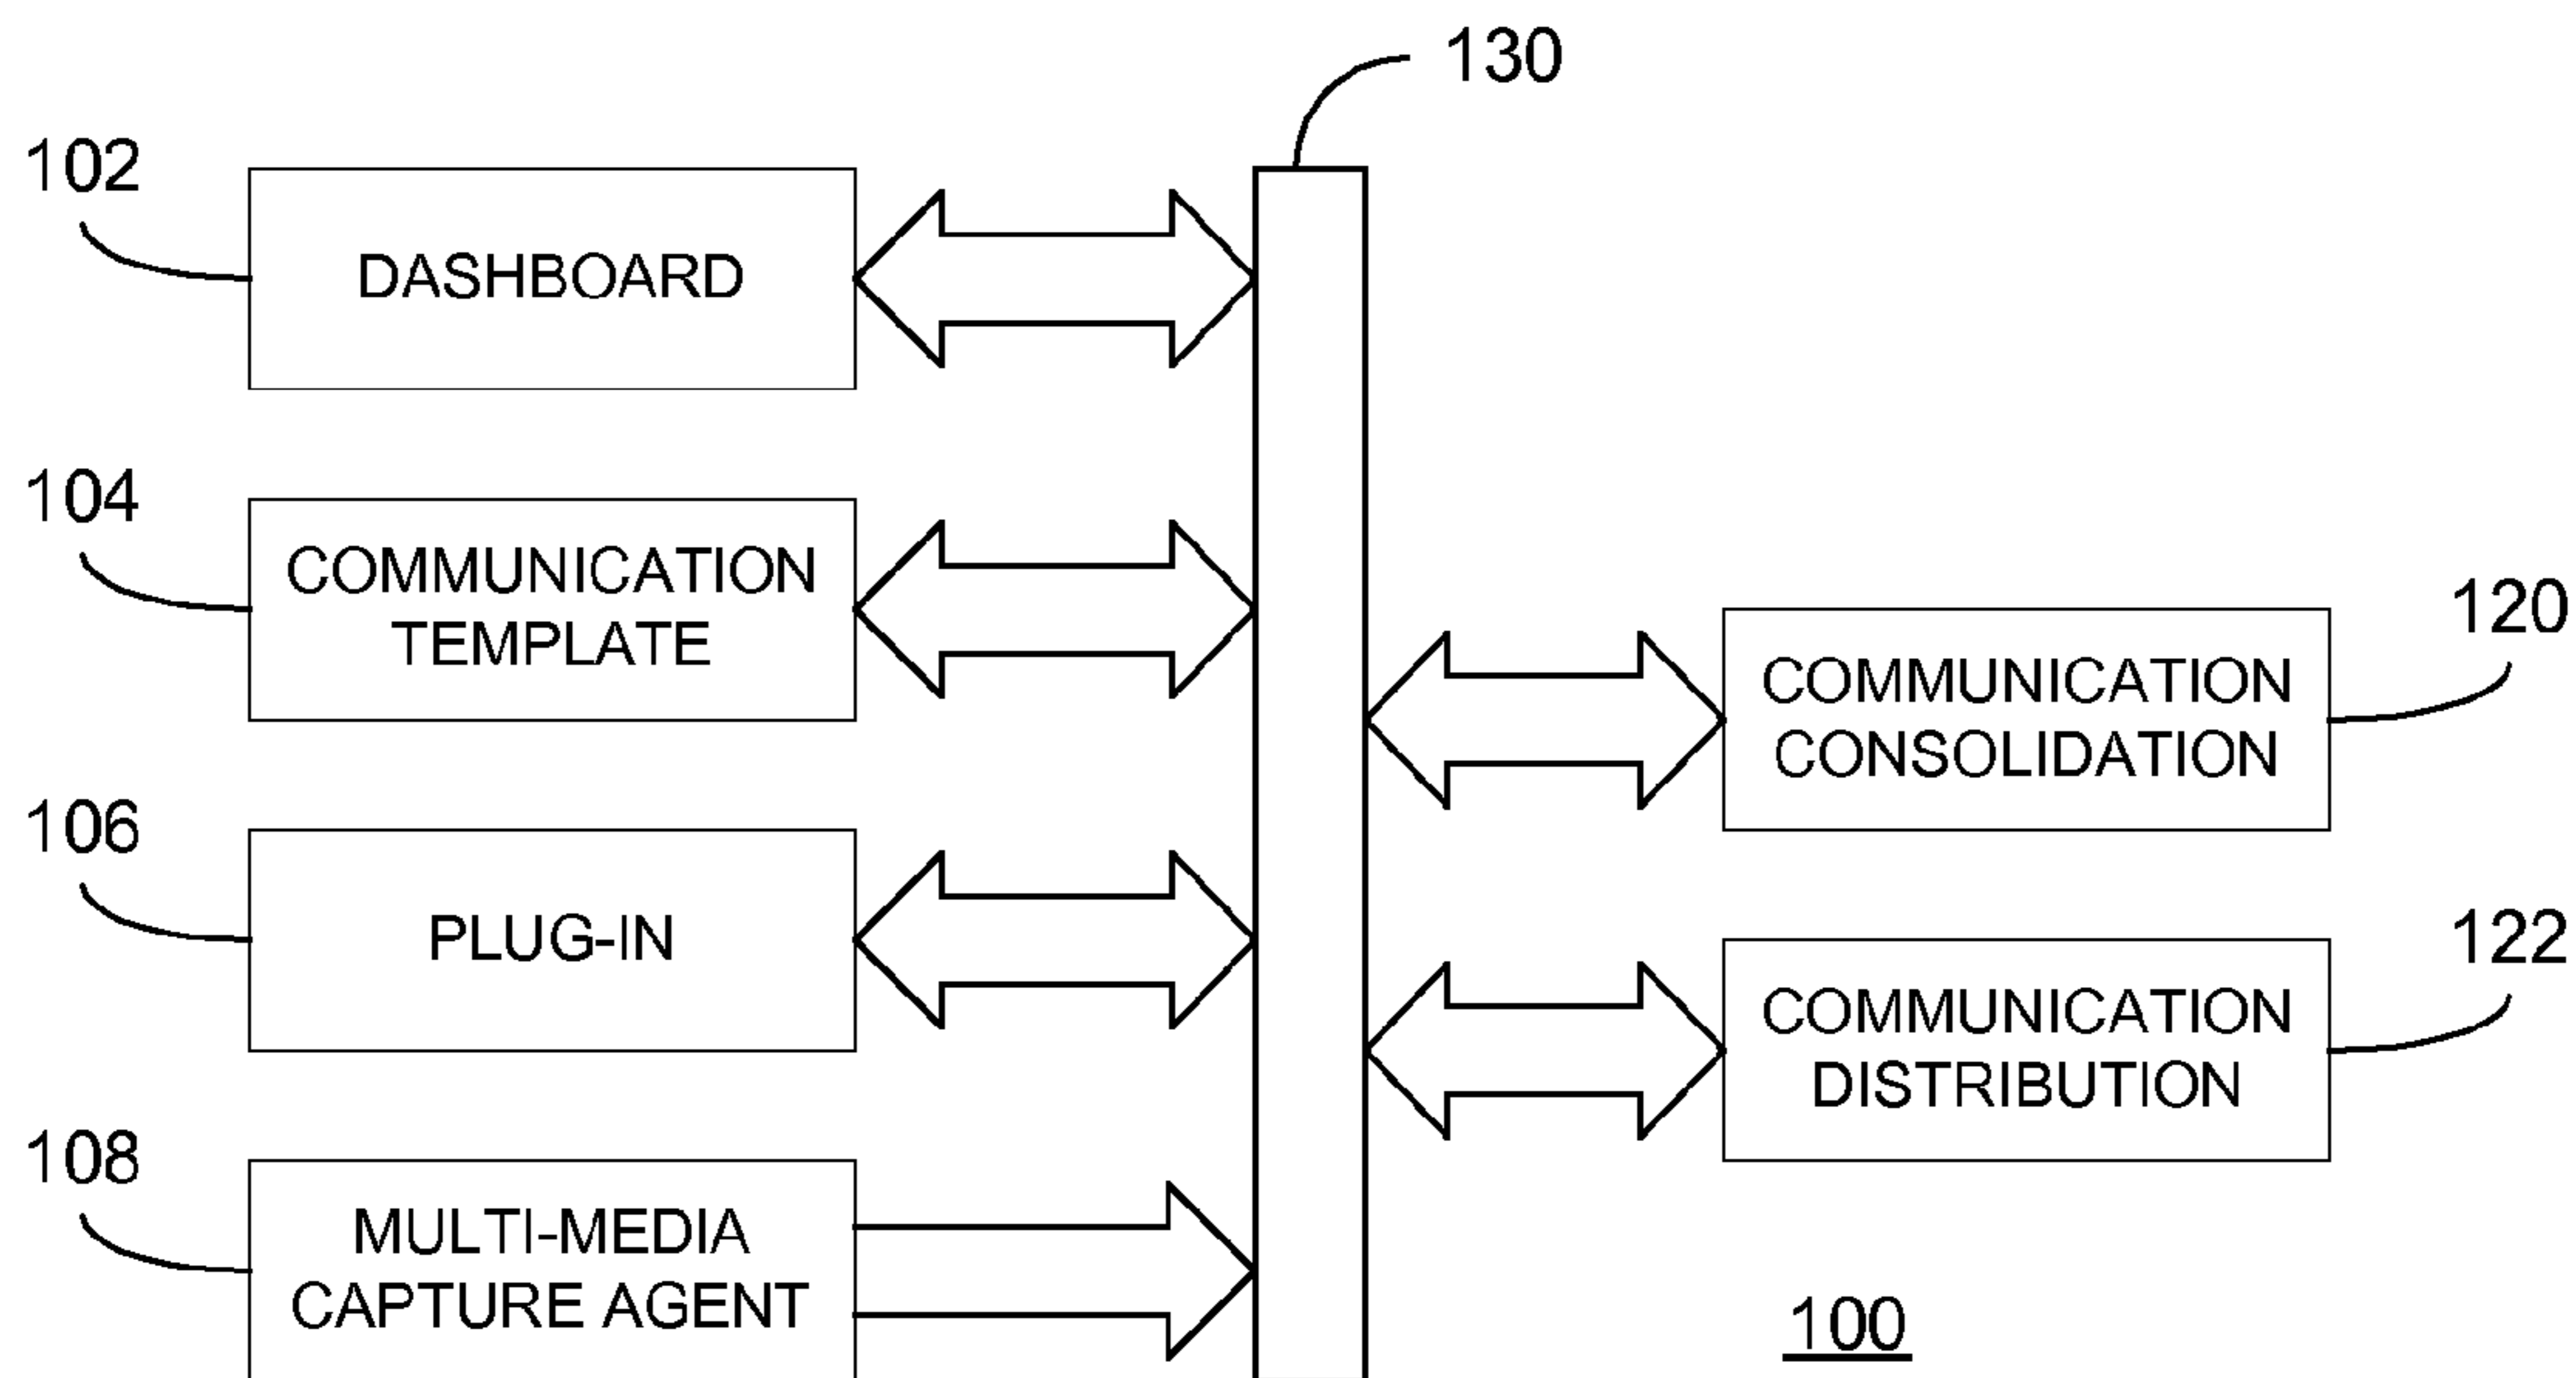 130
102
DASHBOARD
104
COMMUNICATION
TEMPLATE
120
COMMUNICATION
CONSOLIDATION
106
PLUG-IN
122
COMMUNICATION
DISTRIBUTION
108
MULTI-MEDIA
CAPTURE AGENT
100